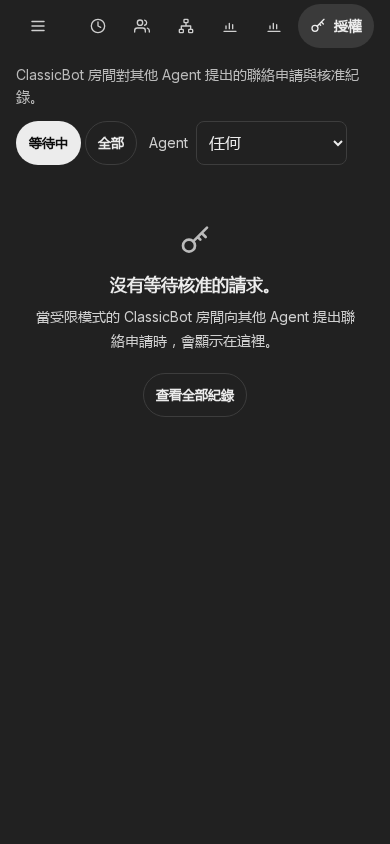 授權
ClassicBot 房間對其他 Agent 提出的聯絡申請與核准紀
錄。
等待中 全部 Agent 任何
沒有等待核准的請求。
當受限模式的 ClassicBot 房間向其他 Agent 提出聯
絡申請時，會顯示在這裡。
查看全部紀錄